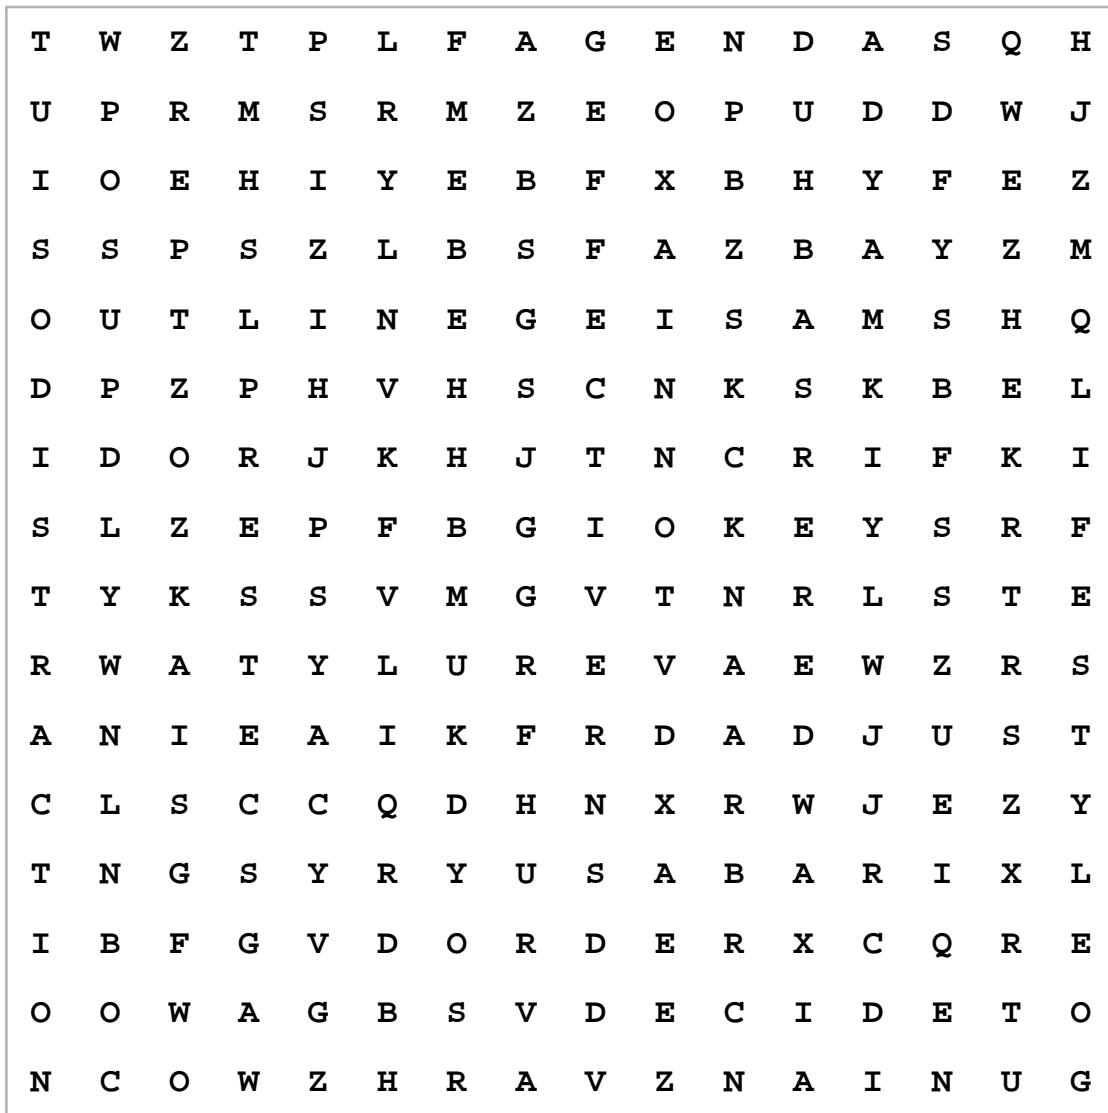 T W Z T P L F A G E N D A S Q H
U P R M S R M Z E O P U D D W J
I O E H I Y E B F X B H Y F E Z
S S P S Z L B S F A Z B A Y Z M
O U T L I N E G E I S A M S H Q
D P Z P H V H S C N K S K B E L
I D O R J K H J T N C R I F K I
S L Z E P F B G I O K E Y S R F
T Y K S S V M G V T N R L S T E
R W A T Y L U R E V A E W Z R S
A N I E A I K F R D A D J U S T
C L S C C Q D H N X R W J E Z Y
T N G S Y R Y U S A B A R I X L
I B F G V D O R D E R X C Q R E
O O W A G B S V D E C I D E T O
N C O W Z H R A V Z N A I N U G